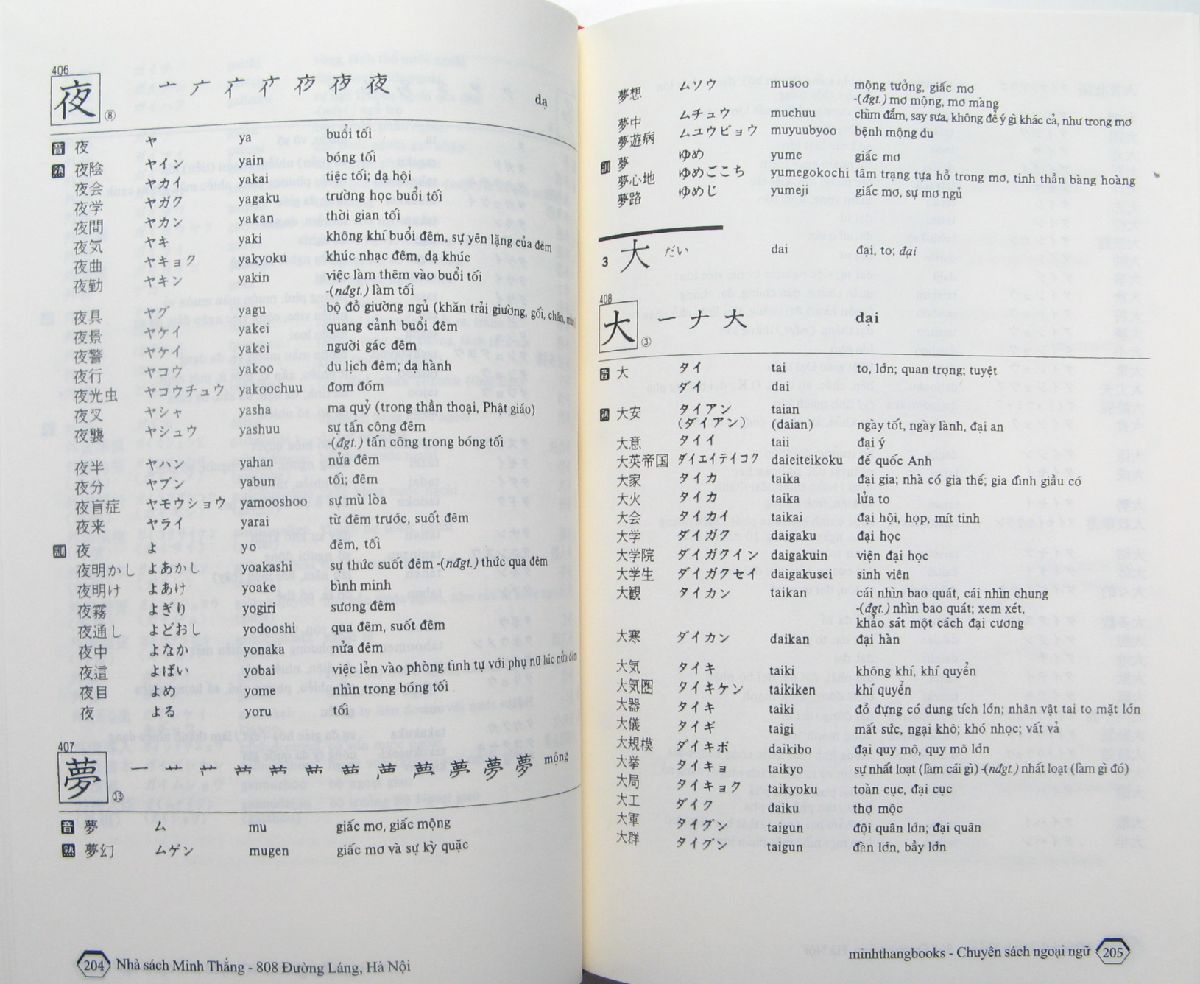 406
夜 ⑧ 亠 夜 dạ
音 夜 ヤ ya buổi tối
熟 夜陰 ヤイン yain bóng tối
夜会 ヤカイ yakai tiệc tối; dạ hội
夜学 ヤガク yagaku trường học buổi tối
夜間 ヤカン yakan thời gian tối
夜気 ヤキ yaki không khí buổi đêm, sự yên lặng của đêm
夜曲 ヤキョク yakyoku khúc nhạc đêm, dạ khúc
夜勤 ヤキン yakin việc làm thêm vào buổi tối
-(nđgt.) làm tối
夜具 ヤグ yagu bộ đồ giường ngủ (khăn trải giường, gối, chăn,
夜景 ヤケイ yakei quang cảnh buổi đêm
夜警 ヤケイ yakei người gác đêm
夜行 ヤコウ yakoo du lịch đêm; dạ hành
夜光虫 ヤコウチュウ yakoochuu đom đóm
夜叉 ヤシャ yasha ma quỷ (trong thần thoại, Phật giáo)
夜襲 ヤシュウ yashuu sự tấn công đêm
-(đgt.) tấn công trong bóng tối
夜半 ヤハン yahan nửa đêm
夜分 ヤブン yabun tối; đêm
夜盲症 ヤモウショウ yamooshoo sự mù lòa
夜来 ヤライ yarai từ đêm trước, suốt đêm
訓 夜 よ yo đêm, tối
夜明かし よあかし yoakashi sự thức suốt đêm -(nđgt.) thức qua đêm
夜明け よあけ yoake bình minh
夜霧 よぎり yogiri sương đêm
夜通し よどおし yodooshi qua đêm, suốt đêm
夜中 よなか yonaka nửa đêm
夜這 よばい yobai việc lẻn vào phòng tình tự với phụ nữ lúc nửa đêm
夜目 よめ yome nhìn trong bóng tối
夜 よる yoru tối
407
夢 ⑬ 一 夢 mộng
音 夢 ム mu giấc mơ, giấc mộng
熟 夢幻 ムゲン mugen giấc mơ và sự kỳ quặc
204 Nhà sách Minh Thắng - 808 Đường Láng, Hà Nội
夢想 ムソウ musoo mộng tưởng, giấc mơ
-(đgt.) mơ mộng, mơ màng
夢中 ムチュウ muchuu chìm đắm, say sưa, không để ý gì khác cả, như trong mơ
夢遊病 ムユウビョウ muyuubyoo bệnh mộng du
訓 夢 ゆめ yume giấc mơ
夢心地 ゆめごこち yumegokochi tâm trạng tựa hồ trong mơ, tinh thần bàng hoàng
夢路 ゆめじ yumeji giấc mơ, sự mơ ngủ
3 大 だい dai đại, to; đại
408
大 ③ 一 ナ 大 dại
音 大 タイ tai to, lớn; quan trọng; tuyệt
ダイ dai
熟 大安 タイアン taian
(ダイアン) (daian) ngày tốt, ngày lành, đại an
大意 タイイ taii đại ý
大英帝国 ダイエイテイコク daieiteikoku đế quốc Anh
大家 タイカ taika đại gia; nhà có gia thế; gia đình giầu có
大火 タイカ taika lửa to
大会 タイカイ taikai đại hội, họp, mít tinh
大学 ダイガク daigaku đại học
大学院 ダイガクイン daigakuin viện đại học
大学生 ダイガクセイ daigakusei sinh viên
大観 タイカン taikan cái nhìn bao quát, cái nhìn chung
-(đgt.) nhìn bao quát; xem xét,
khảo sát một cách đại cương
大寒 ダイカン daikan đại hàn
大気 タイキ taiki không khí, khí quyển
大気圏 タイキケン taikiken khí quyển
大器 タイキ taiki đồ đựng có dung tích lớn; nhân vật tai to mặt lớn
大儀 タイギ taigi mất sức, ngại khô; khó nhọc; vất vả
大規模 ダイキボ daikibo đại quy mô, quy mô lớn
大挙 タイキョ taikyo sự nhất loạt (làm cái gì) -(nđgt) nhất loạt (làm gì đó)
大局 タイキョク taikyoku toàn cục, đại cục
大工 ダイク daiku thợ mộc
大軍 タイグン taigun đội quân lớn; đại quân
大群 タイグン taigun đàn lớn, bầy lớn
minhthangbooks - Chuyên sách ngoại ngữ 205